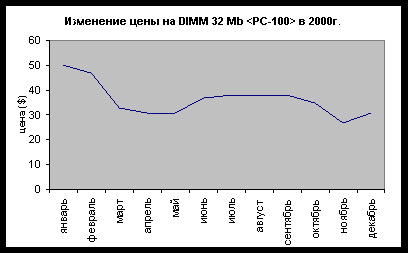 Изменение цены на DIMM 32 Mb <PC-100> в 2000г.
60
50
40
30
20
10
0
цена ($)
январь
февраль
март
апрель
май
июнь
июль
август
сентябрь
октябрь
ноябрь
декабрь